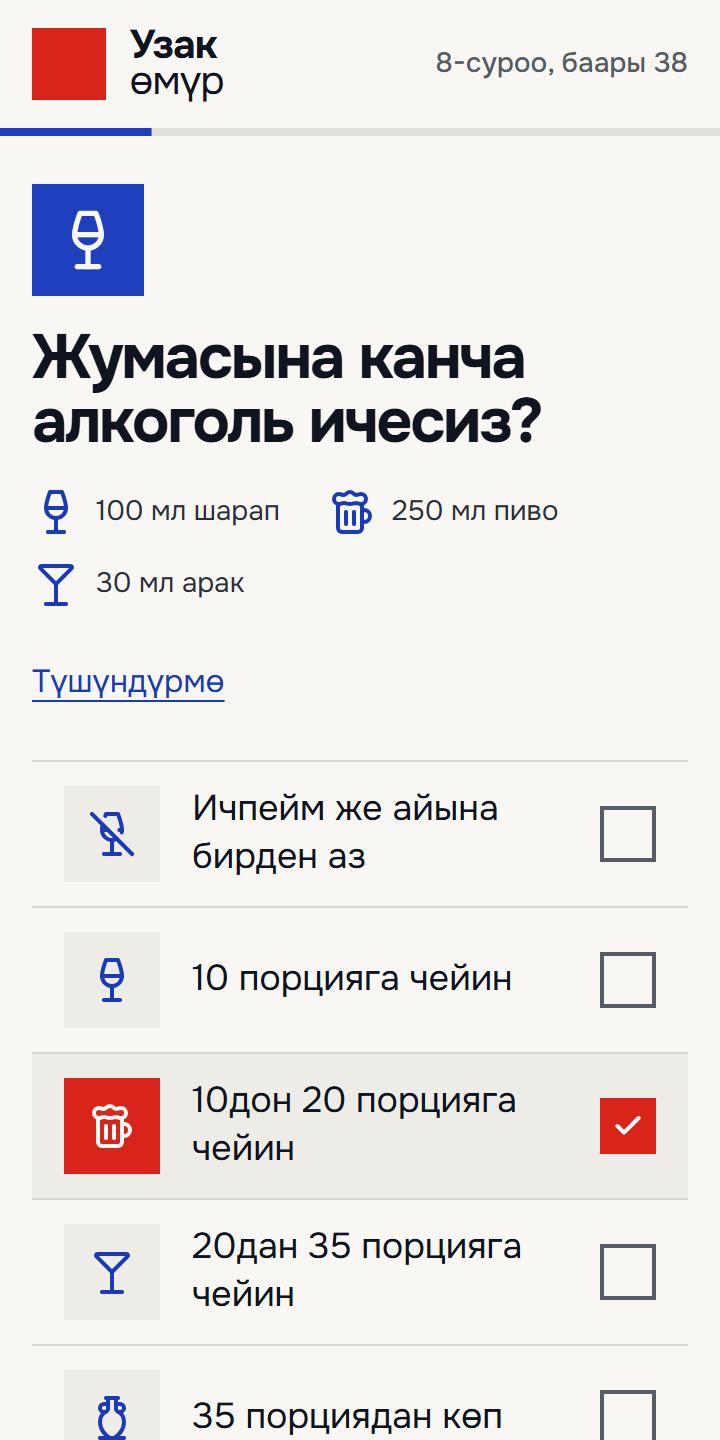 Узак
өмүр
8-суроо, баары 38
Жумасына канча
алкоголь ичесиз?
100 мл шарап
250 мл пиво
30 мл арак
Түшүндүрмө
Ичпейм же айына
бирден аз
10 порцияга чейин
10дон 20 порцияга
чейин
20дан 35 порцияга
чейин
35 порциядан көп